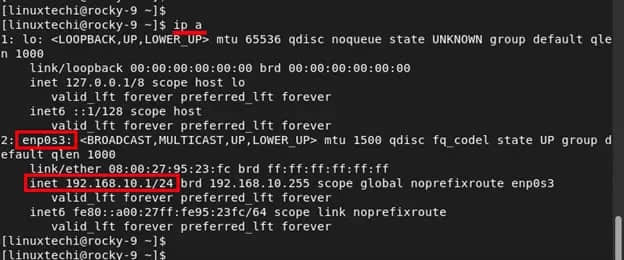 [linuxtechi@rocky-9 ~]$
[linuxtechi@rocky-9 ~]$ ip a
1: lo: <LOOPBACK,UP,LOWER_UP> mtu 65536 qdisc noqueue state UNKNOWN group default qle
n 1000
    link/loopback 00:00:00:00:00:00 brd 00:00:00:00:00:00
    inet 127.0.0.1/8 scope host lo
       valid_lft forever preferred_lft forever
    inet6 ::1/128 scope host
       valid_lft forever preferred_lft forever
2: enp0s3: <BROADCAST,MULTICAST,UP,LOWER_UP> mtu 1500 qdisc fq_codel state UP group d
efault qlen 1000
    link/ether 08:00:27:95:23:fc brd ff:ff:ff:ff:ff:ff
    inet 192.168.10.1/24 brd 192.168.10.255 scope global noprefixroute enp0s3
       valid_lft forever preferred_lft forever
    inet6 fe80::a00:27ff:fe95:23fc/64 scope link noprefixroute
       valid_lft forever preferred_lft forever
[linuxtechi@rocky-9 ~]$
[linuxtechi@rocky-9 ~]$